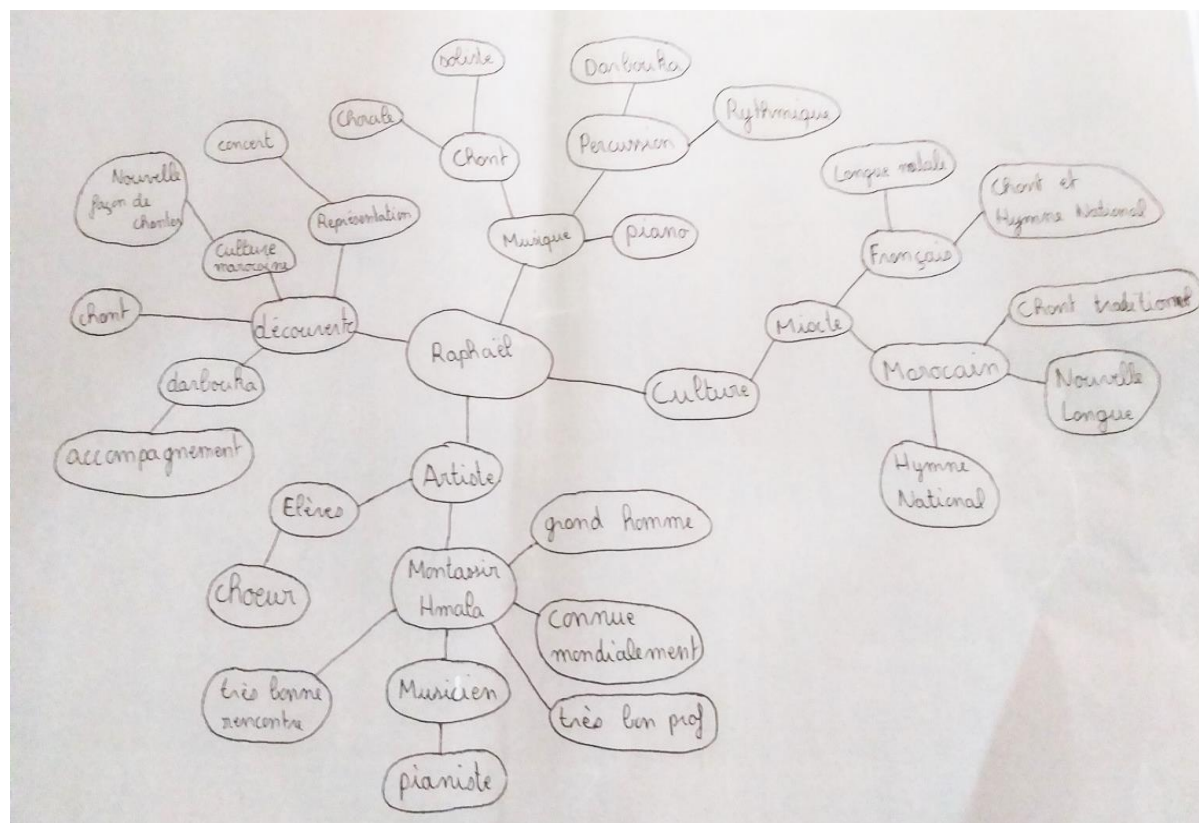 soliste
Darbouka
Chorale
Rythmique
concert
Chant
Percussion
Nouvelle
façon de
chanter
Longue natale
Chant et
Hymne National
Représentation
Musique
piano
Culture
marocaine
Français
chant
découverte
Mixte
Chant traditionnel
Raphaël
Marocain
darbouka
Culture
Nouvelle
Longue
accompagnement
Artiste
Hymne
National
Elèves
grand homme
Montassir
Hmala
choeur
connue
mondialement
très bonne
rencontre
Musicien
très bon prof
pianiste